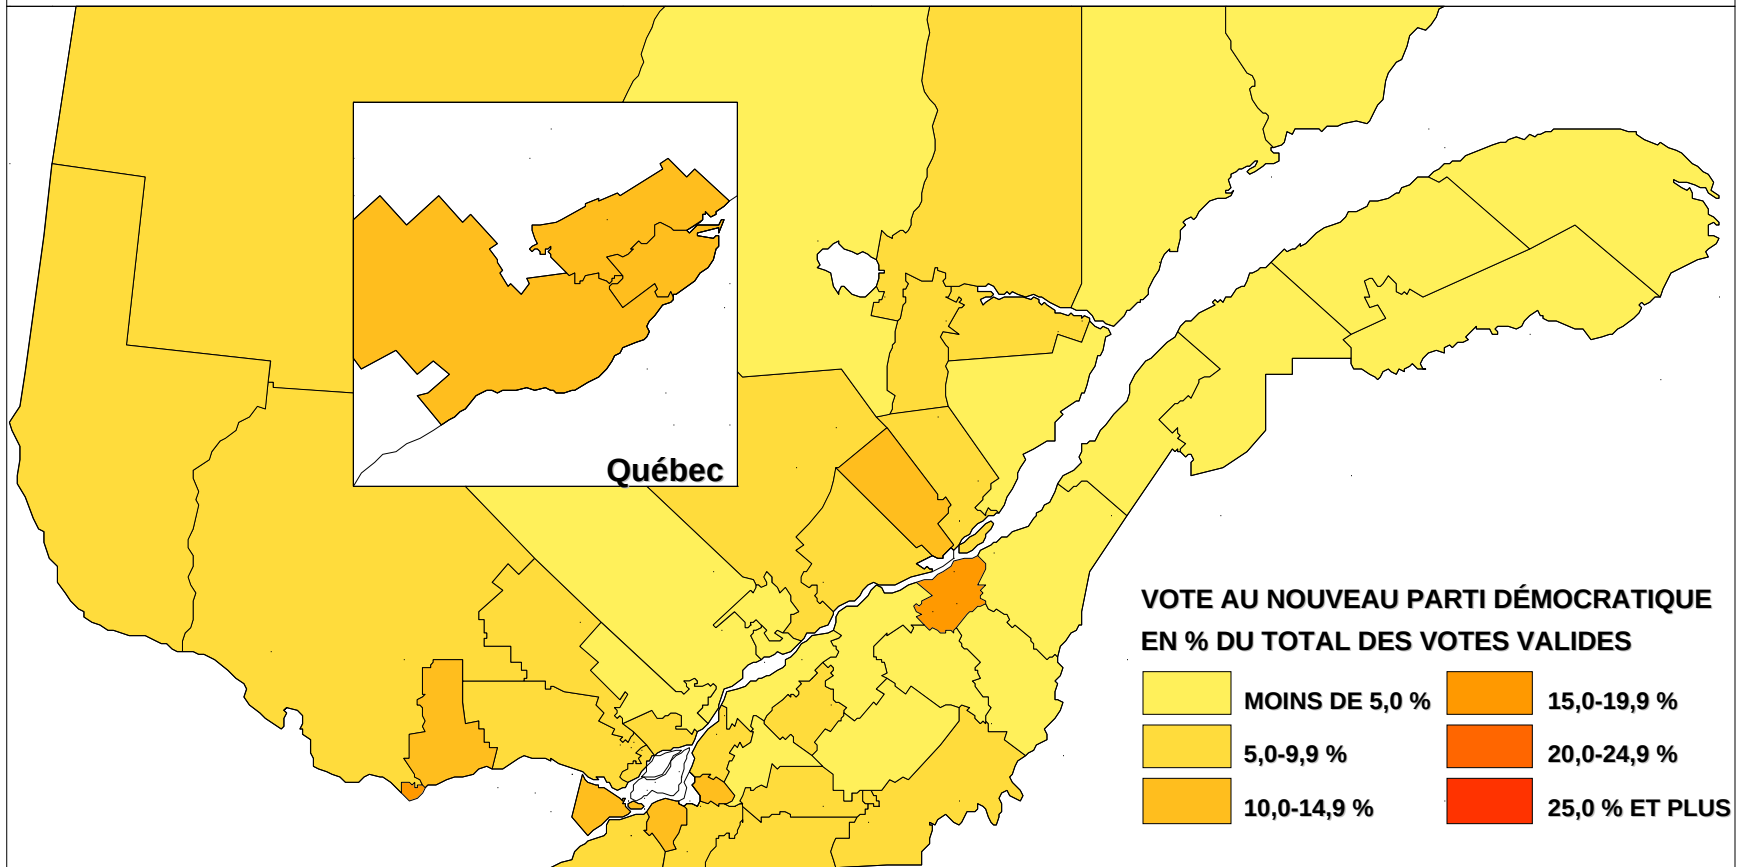 Québec
VOTE AU NOUVEAU PARTI DÉMOCRATIQUE
EN % DU TOTAL DES VOTES VALIDES
MOINS DE 5,0 %
15,0-19,9 %
5,0-9,9 %
20,0-24,9 %
10,0-14,9 %
25,0 % ET PLUS